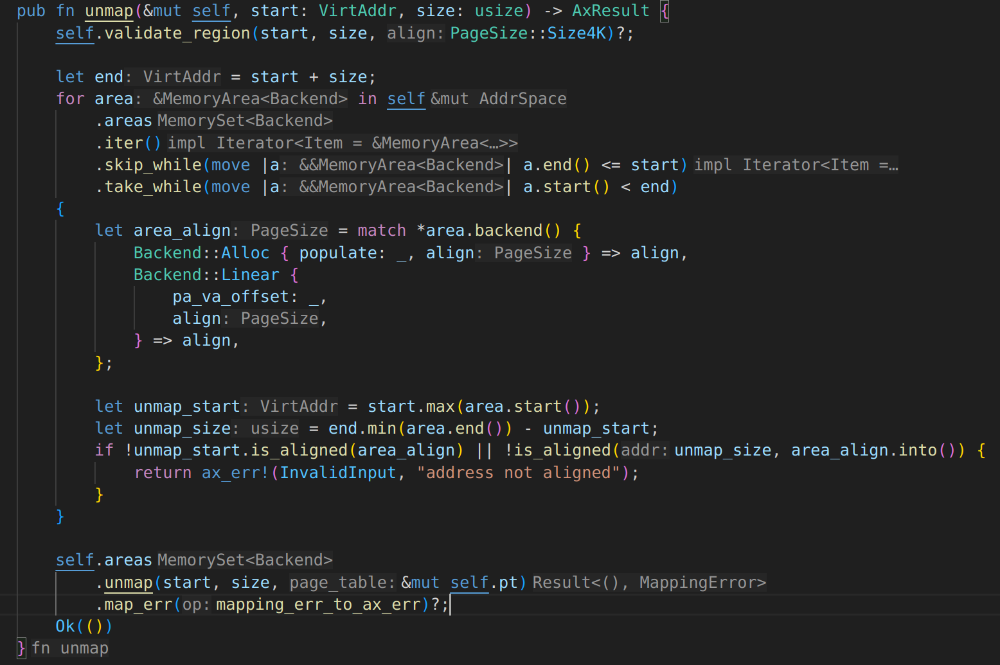 pub fn unmap(&mut self, start: VirtAddr, size: usize) -> AxResult {
    self.validate_region(start, size, align: PageSize::Size4K)?;

    let end: VirtAddr = start + size;
    for area: &MemoryArea<Backend> in self &mut AddrSpace
        .areas MemorySet<Backend>
        .iter() impl Iterator<Item = &MemoryArea<…>>
        .skip_while(move |a: &&MemoryArea<Backend>| a.end() <= start) impl Iterator<Item =…
        .take_while(move |a: &&MemoryArea<Backend>| a.start() < end)
    {
        let area_align: PageSize = match *area.backend() {
            Backend::Alloc { populate: _, align: PageSize } => align,
            Backend::Linear {
                pa_va_offset: _,
                align: PageSize,
            } => align,
        };

        let unmap_start: VirtAddr = start.max(area.start());
        let unmap_size: usize = end.min(area.end()) - unmap_start;
        if !unmap_start.is_aligned(area_align) || !is_aligned(addr: unmap_size, area_align.into()) {
            return ax_err!(InvalidInput, "address not aligned");
        }
    }

    self.areas MemorySet<Backend>
        .unmap(start, size, page_table: &mut self.pt) Result<(), MappingError>
        .map_err(op: mapping_err_to_ax_err)?;
    Ok(())
} fn unmap